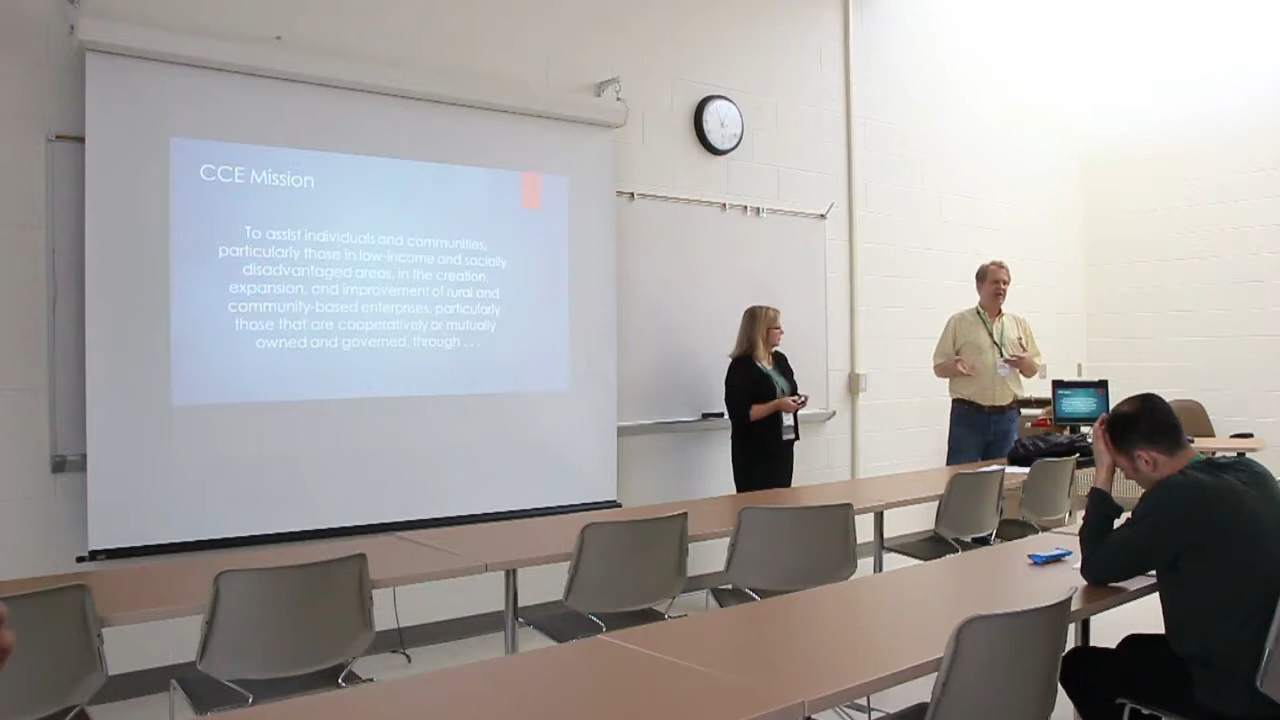 CCE Mission
To assist individuals and communities,
particularly those in low-income and socially
disadvantaged areas, in the creation,
expansion, and improvement of rural and
community-based enterprises, particularly
those that are cooperatively or mutually
owned and governed, through . . .